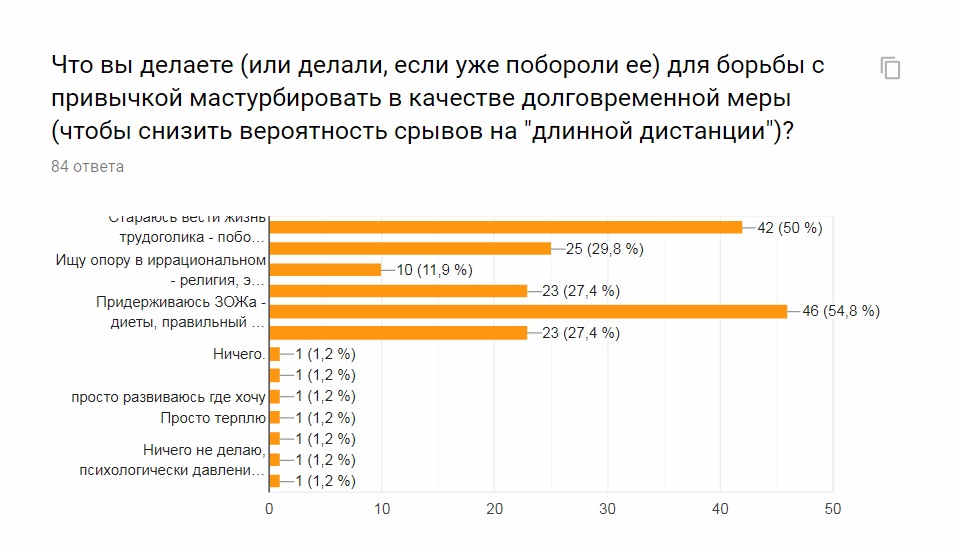 Что вы делаете (или делали, если уже побороли ее) для борьбы с
привычкой мастурбировать в качестве долговременной меры
(чтобы снизить вероятность срывов на "длинной дистанции")?
84 ответа
Стараюсь вести жизнь
трудоголика - побо…
42 (50 %)
25 (29,8 %)
Ищу опору в иррациональном
- религия, э…
10 (11,9 %)
23 (27,4 %)
Придерживаюсь ЗОЖа -
диеты, правильный …
46 (54,8 %)
23 (27,4 %)
Ничего.
1 (1,2 %)
1 (1,2 %)
просто развиваюсь где хочу
1 (1,2 %)
Просто терплю
1 (1,2 %)
1 (1,2 %)
Ничего не делаю,
психологически давлени…
1 (1,2 %)
1 (1,2 %)
0 10 20 30 40 50